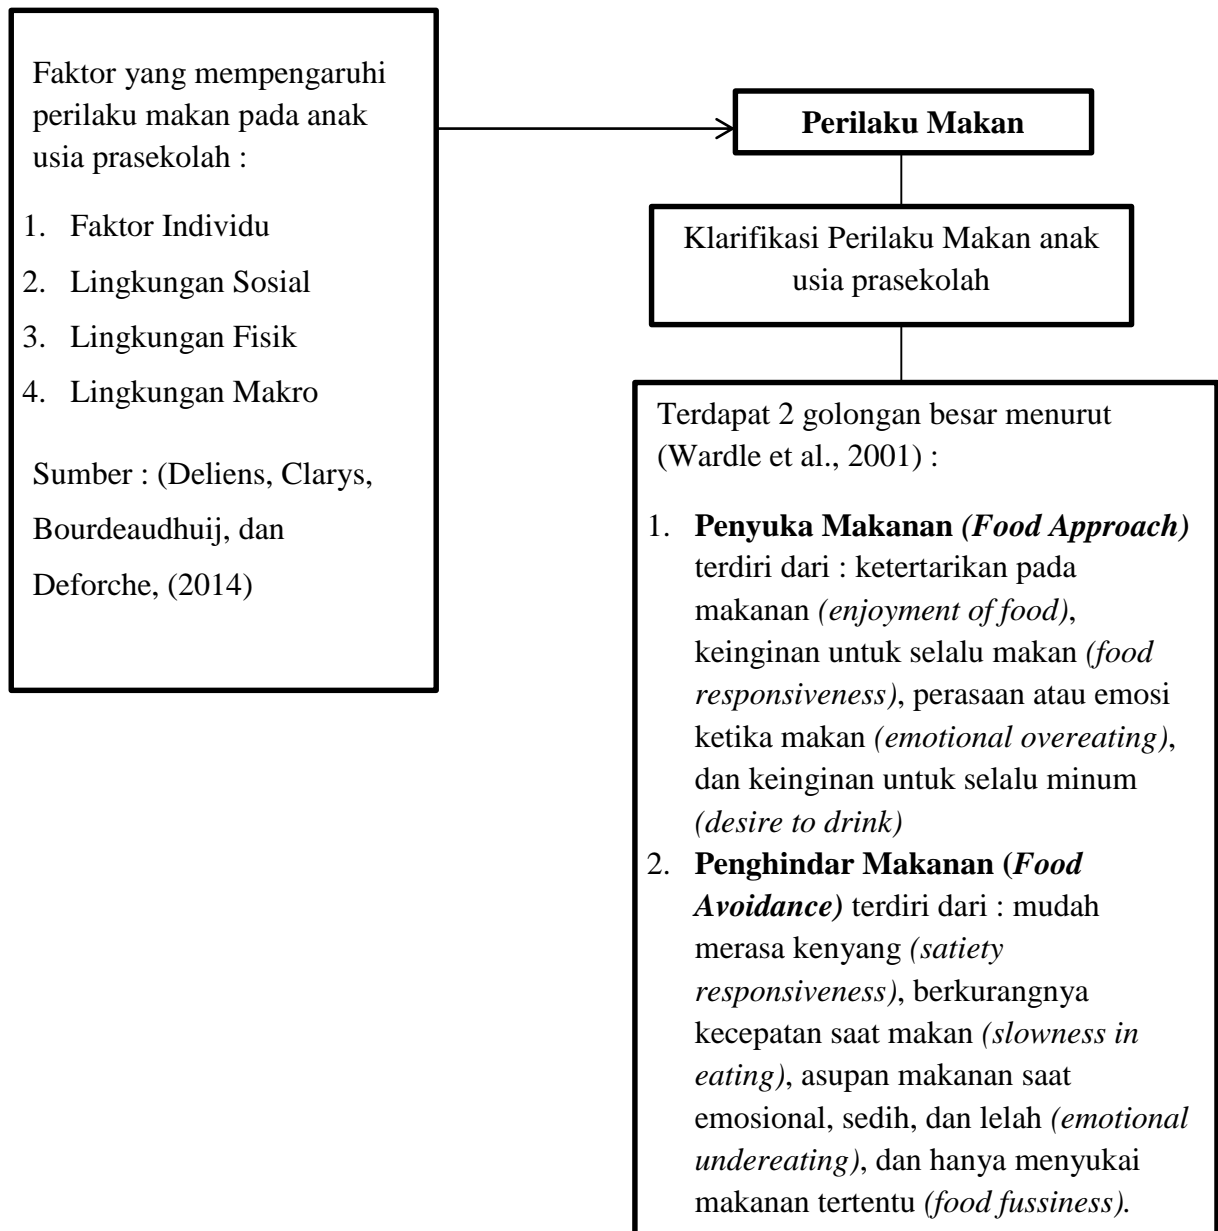 Faktor yang mempengaruhi
perilaku makan pada anak
usia prasekolah :
1. Faktor Individu
2. Lingkungan Sosial
3. Lingkungan Fisik
4. Lingkungan Makro
Sumber : (Deliens, Clarys,
Bourdeaudhuij, dan
Deforche, (2014)
Perilaku Makan
Klarifikasi Perilaku Makan anak
usia prasekolah
Terdapat 2 golongan besar menurut
(Wardle et al., 2001) :
1. Penyuka Makanan (Food Approach)
terdiri dari : ketertarikan pada
makanan (enjoyment of food),
keinginan untuk selalu makan (food
responsiveness), perasaan atau emosi
ketika makan (emotional overeating),
dan keinginan untuk selalu minum
(desire to drink)
2. Penghindar Makanan (Food
Avoidance) terdiri dari : mudah
merasa kenyang (satiety
responsiveness), berkurangnya
kecepatan saat makan (slowness in
eating), asupan makanan saat
emosional, sedih, dan lelah (emotional
undereating), dan hanya menyukai
makanan tertentu (food fussiness).